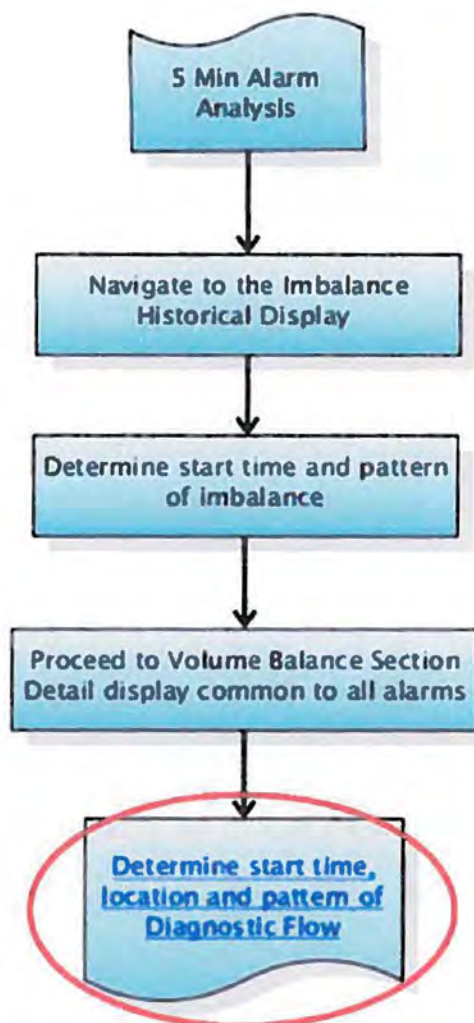 5 Min Alarm
Analysis
Navigate to the Imbalance
Historical Display
Determine start time and pattern
of imbalance
Proceed to Volume Balance Section
Detail display common to all alarms
Determine start time,
location and pattern of
Diagnostic Flow